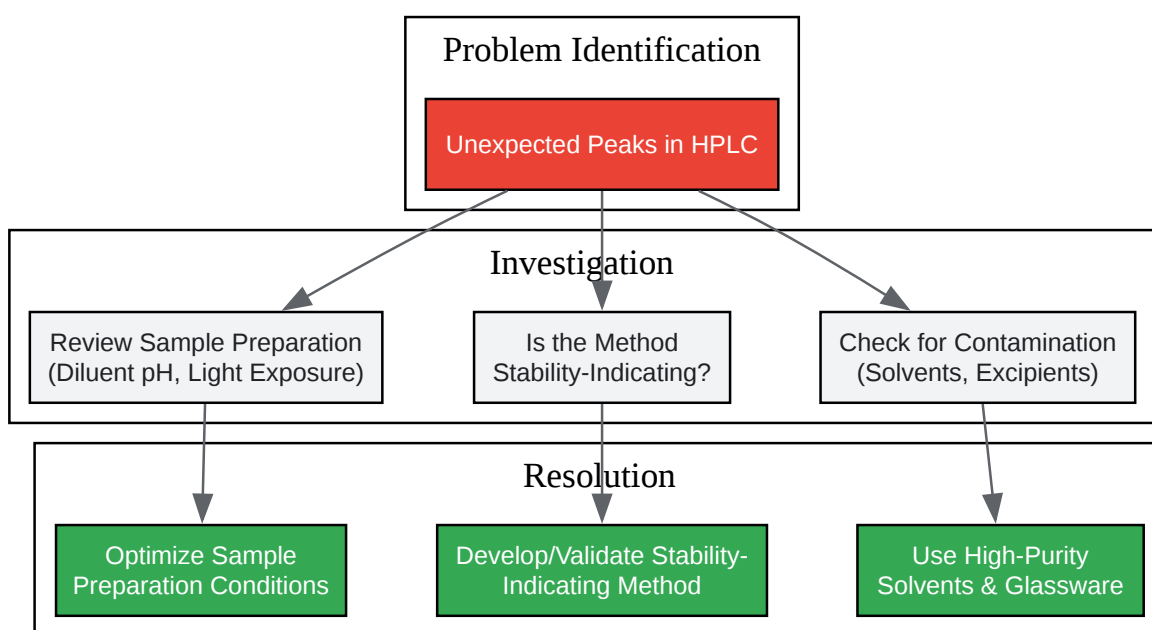 Problem Identification
Unexpected Peaks in HPLC
Investigation
Review Sample Preparation
(Diluent pH, Light Exposure)
Is the Method
Stability-Indicating?
Check for Contamination
(Solvents, Excipients)
Resolution
Optimize Sample
Preparation Conditions
Develop/Validate Stability-
Indicating Method
Use High-Purity
Solvents & Glassware